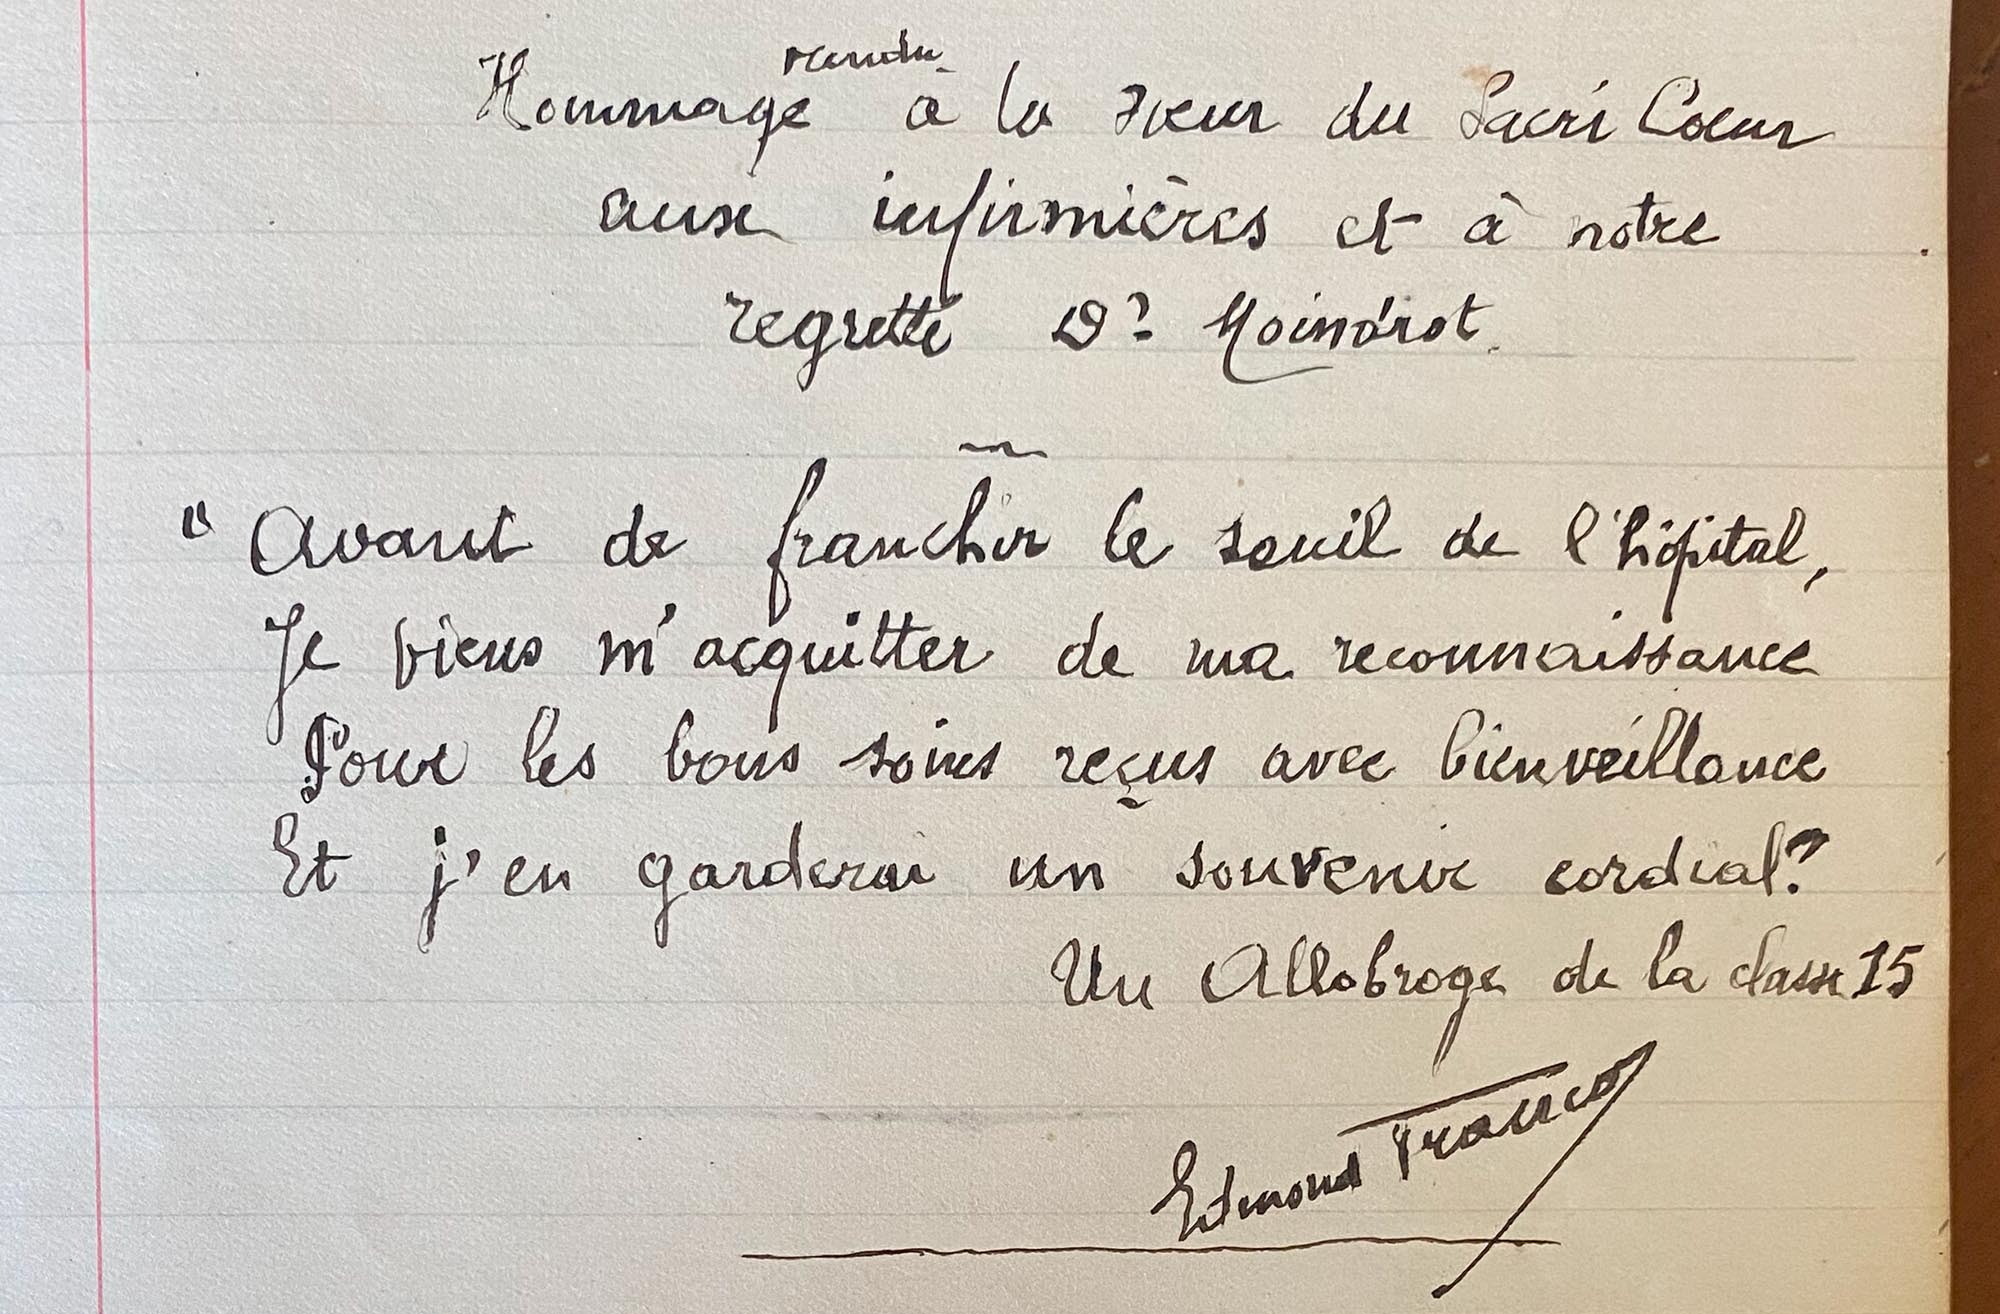 rendu
Hommage à la sœur du Sacré Cœur
aux infirmières et à notre
regretté Dr Moindrot.
" Avant de franchir le seuil de l'hôpital,
Je viens m'acquitter de ma reconnaissance
Pour les bons soins reçus avec bienveillance
Et j'en garderai un souvenir cordial?
Un Allobroge de la classe 15
Edmond Franco